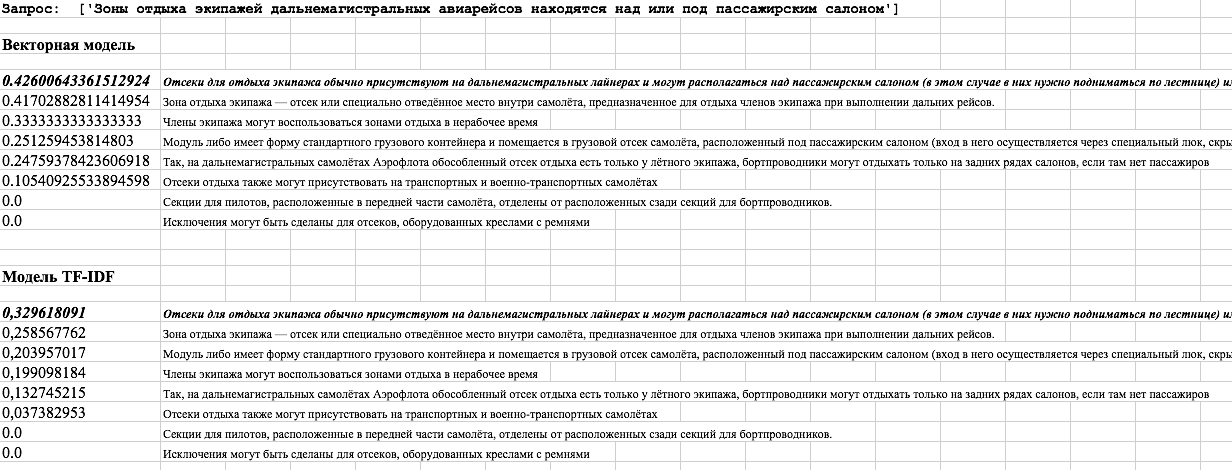 Запрос: ['Зоны отдыха экипажей дальнемагистральных авиарейсов находятся над или под пассажирским салоном']
Векторная модель
0.42600643361512924 Отсеки для отдыха экипажа обычно присутствуют на дальнемагистральных лайнерах и могут располагаться над пассажирским салоном (в этом случае в них нужно подниматься по лестнице)
0.41702882811414954 Зона отдыха экипажа — отсек или специально отведённое место внутри самолёта, предназначенное для отдыха членов экипажа при выполнении дальних рейсов.
0.3333333333333333 Члены экипажа могут воспользоваться зонами отдыха в нерабочее время
0.251259453814803 Модуль либо имеет форму стандартного грузового контейнера и помещается в грузовой отсек самолёта, расположенный под пассажирским салоном (вход в него осуществляется через специальный люк, скры
0.24759378423606918 Так, на дальнемагистральных самолётах Аэрофлота обособленный отсек отдыха есть только у лётного экипажа, бортпроводники могут отдыхать только на задних рядах салонов, если там нет пассажиров
0.10540925533894598 Отсеки отдыха также могут присутствовать на транспортных и военно-транспортных самолётах
0.0 Секции для пилотов, расположенные в передней части самолёта, отделены от расположенных сзади секций для бортпроводников.
0.0 Исключения могут быть сделаны для отсеков, оборудованных креслами с ремнями
Модель TF-IDF
0,329618091 Отсеки для отдыха экипажа обычно присутствуют на дальнемагистральных лайнерах и могут располагаться над пассажирским салоном (в этом случае в них нужно подниматься по лестнице)
0,258567762 Зона отдыха экипажа — отсек или специально отведённое место внутри самолёта, предназначенное для отдыха членов экипажа при выполнении дальних рейсов.
0,203957017 Модуль либо имеет форму стандартного грузового контейнера и помещается в грузовой отсек самолёта, расположенный под пассажирским салоном (вход в него осуществляется через специальный люк, скры
0,199098184 Члены экипажа могут воспользоваться зонами отдыха в нерабочее время
0,132745215 Так, на дальнемагистральных самолётах Аэрофлота обособленный отсек отдыха есть только у лётного экипажа, бортпроводники могут отдыхать только на задних рядах салонов, если там нет пассажиров
0,037382953 Отсеки отдыха также могут присутствовать на транспортных и военно-транспортных самолётах
0.0 Секции для пилотов, расположенные в передней части самолёта, отделены от расположенных сзади секций для бортпроводников.
0.0 Исключения могут быть сделаны для отсеков, оборудованных креслами с ремнями